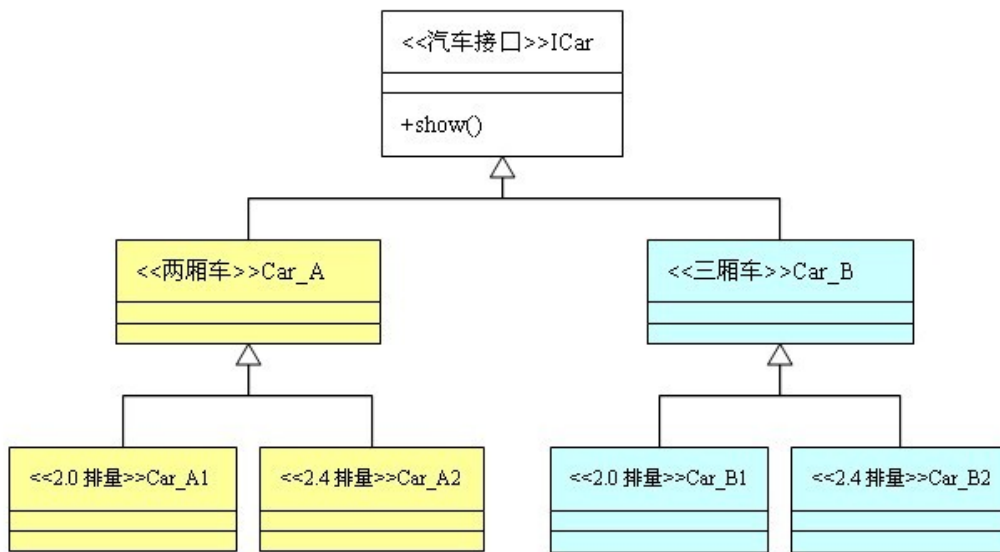 <<汽车接口>>ICar
+show()
<<两厢车>>Car_A
<<三厢车>>Car_B
<<2.0 排量>>Car_A1
<<2.4 排量>>Car_A2
<<2.0 排量>>Car_B1
<<2.4 排量>>Car_B2